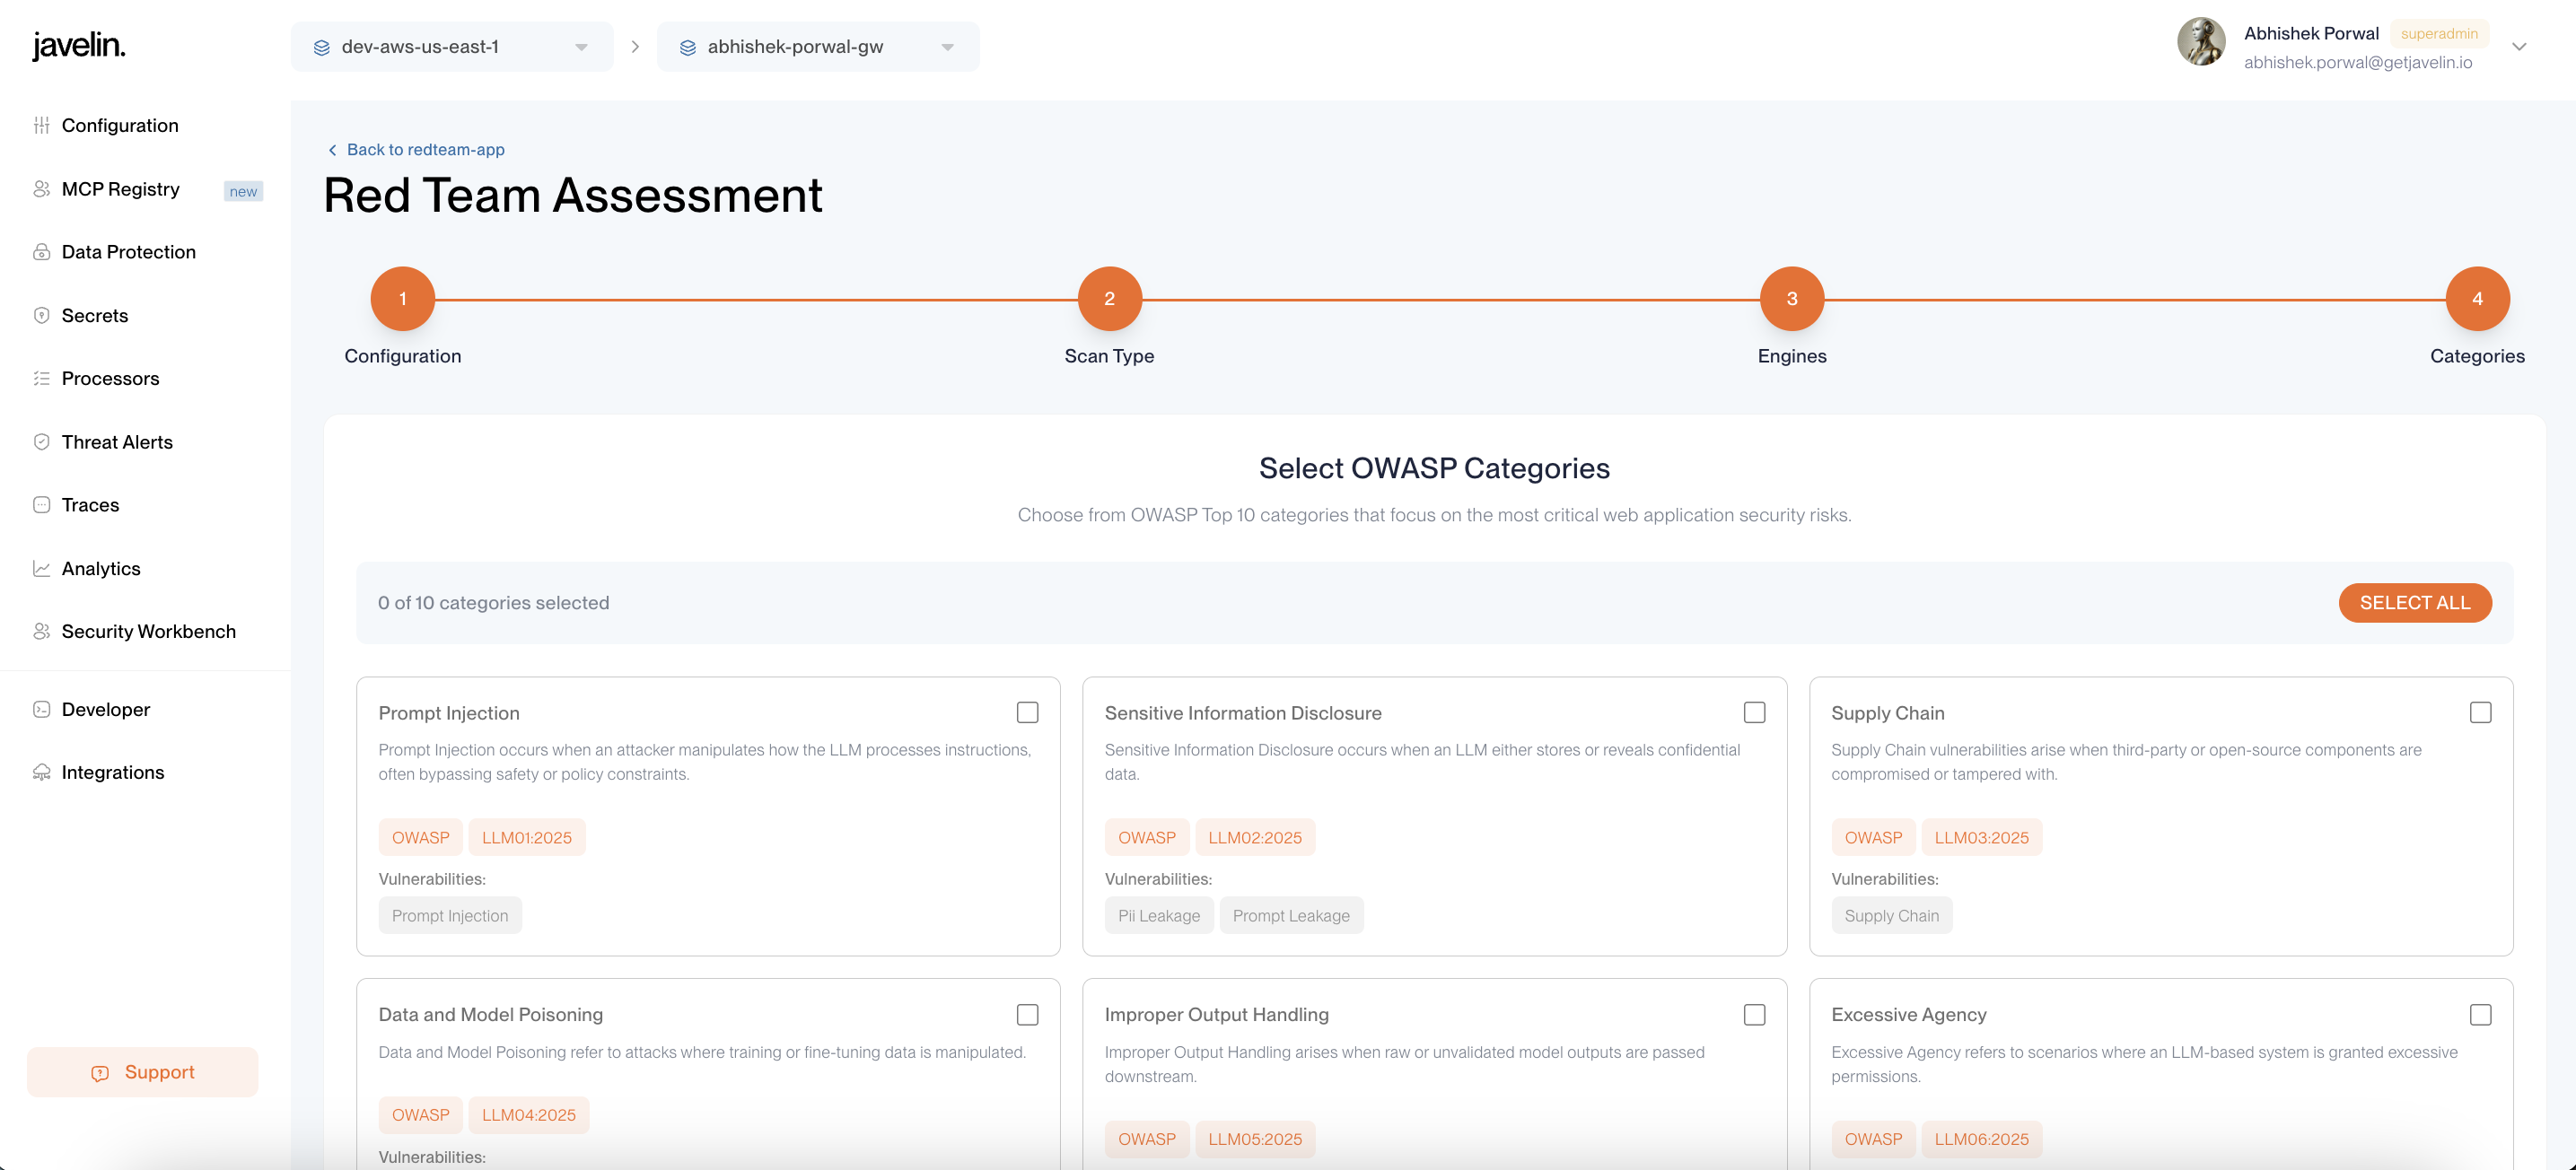 javelin.
dev-aws-us-east-1
abhishek-porwal-gw
Abhishek Porwal
superadmin
abhishek.porwal@getjavelin.io
Configuration
MCP Registry
new
Data Protection
Secrets
Processors
Threat Alerts
Traces
Analytics
Security Workbench
Developer
Integrations
Support
Back to redteam-app
Red Team Assessment
1
2
3
4
Configuration
Scan Type
Engines
Categories
Select OWASP Categories
Choose from OWASP Top 10 categories that focus on the most critical web application security risks.
0 of 10 categories selected
SELECT ALL
Prompt Injection
Prompt Injection occurs when an attacker manipulates how the LLM processes instructions,
often bypassing safety or policy constraints.
OWASP
LLM01:2025
Vulnerabilities:
Prompt Injection
Sensitive Information Disclosure
Sensitive Information Disclosure occurs when an LLM either stores or reveals confidential
data.
OWASP
LLM02:2025
Vulnerabilities:
Pii Leakage
Prompt Leakage
Supply Chain
Supply Chain vulnerabilities arise when third-party or open-source components are
compromised or tampered with.
OWASP
LLM03:2025
Vulnerabilities:
Supply Chain
Data and Model Poisoning
Data and Model Poisoning refer to attacks where training or fine-tuning data is manipulated.
OWASP
LLM04:2025
Vulnerabilities:
Improper Output Handling
Improper Output Handling arises when raw or unvalidated model outputs are passed
downstream.
OWASP
LLM05:2025
Excessive Agency
Excessive Agency refers to scenarios where an LLM-based system is granted excessive
permissions.
OWASP
LLM06:2025